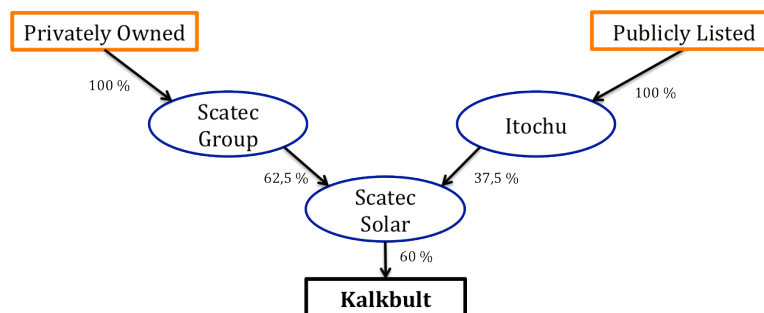 Privately Owned
Publicly Listed
100 %
100 %
Scatec
Group
Itochu
62,5 %
37,5 %
Scatec
Solar
60 %
Kalkbult